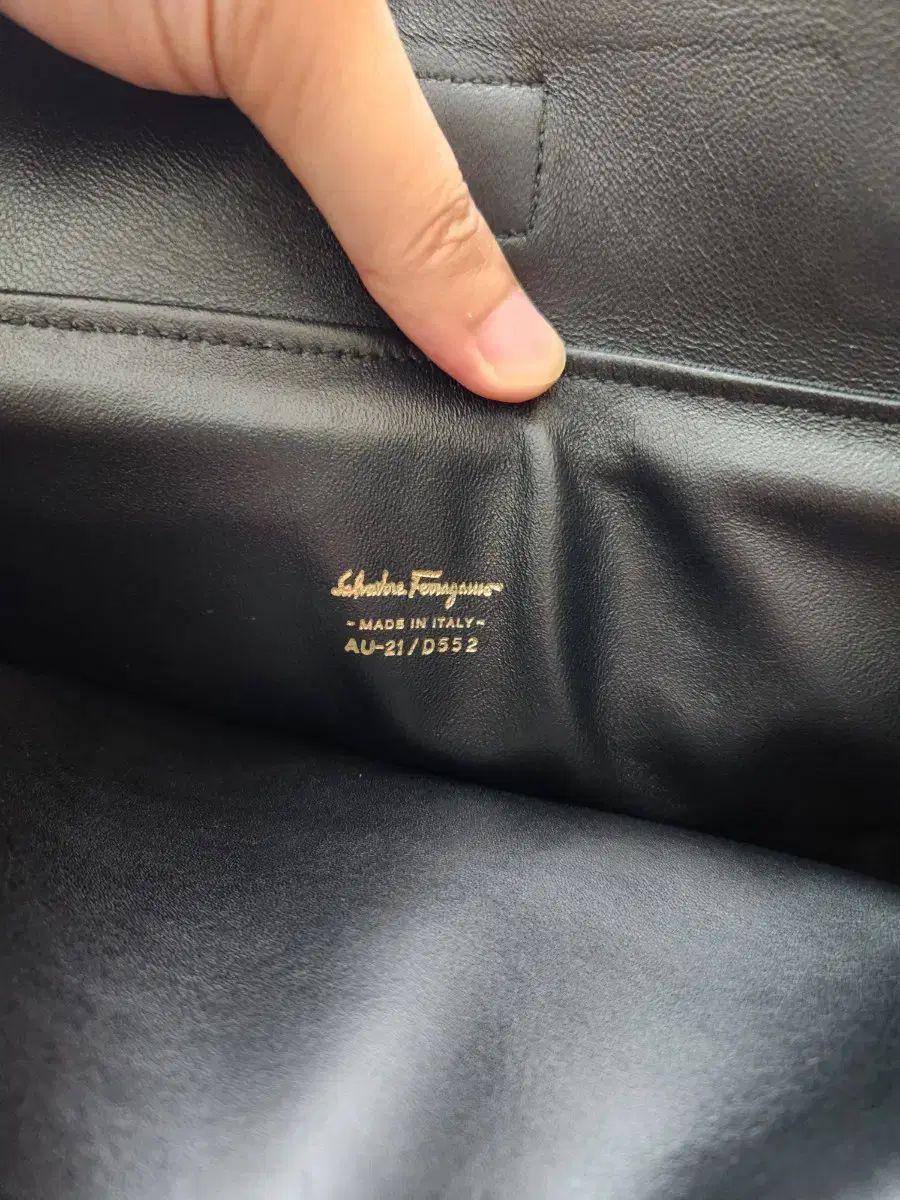 Salvatore Ferragamo
- MADE IN ITALY -
AU-21/D552